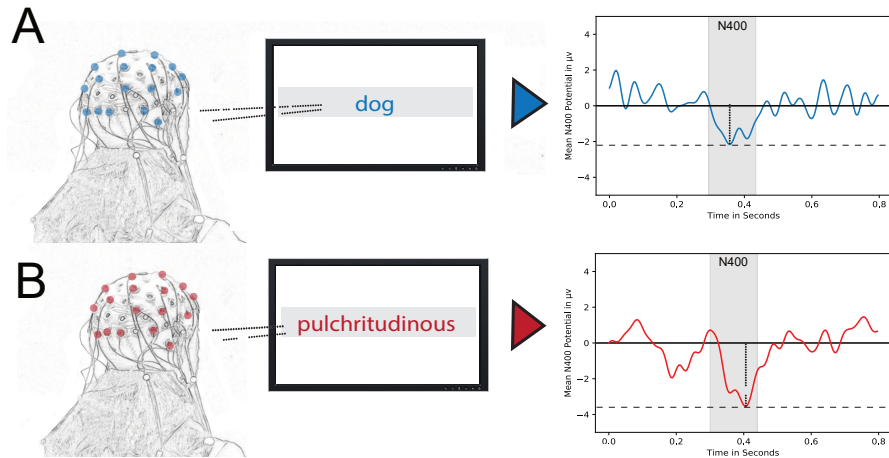 A
dog
N400
4
2
0
−2
−4
Mean N400 Potential in μv
0.0 0.2 0.4 0.6 0.8
Time in Seconds
B
pulchritudinous
N400
4
2
0
−2
−4
Mean N400 Potential in μv
0.0 0.2 0.4 0.6 0.8
Time in Seconds